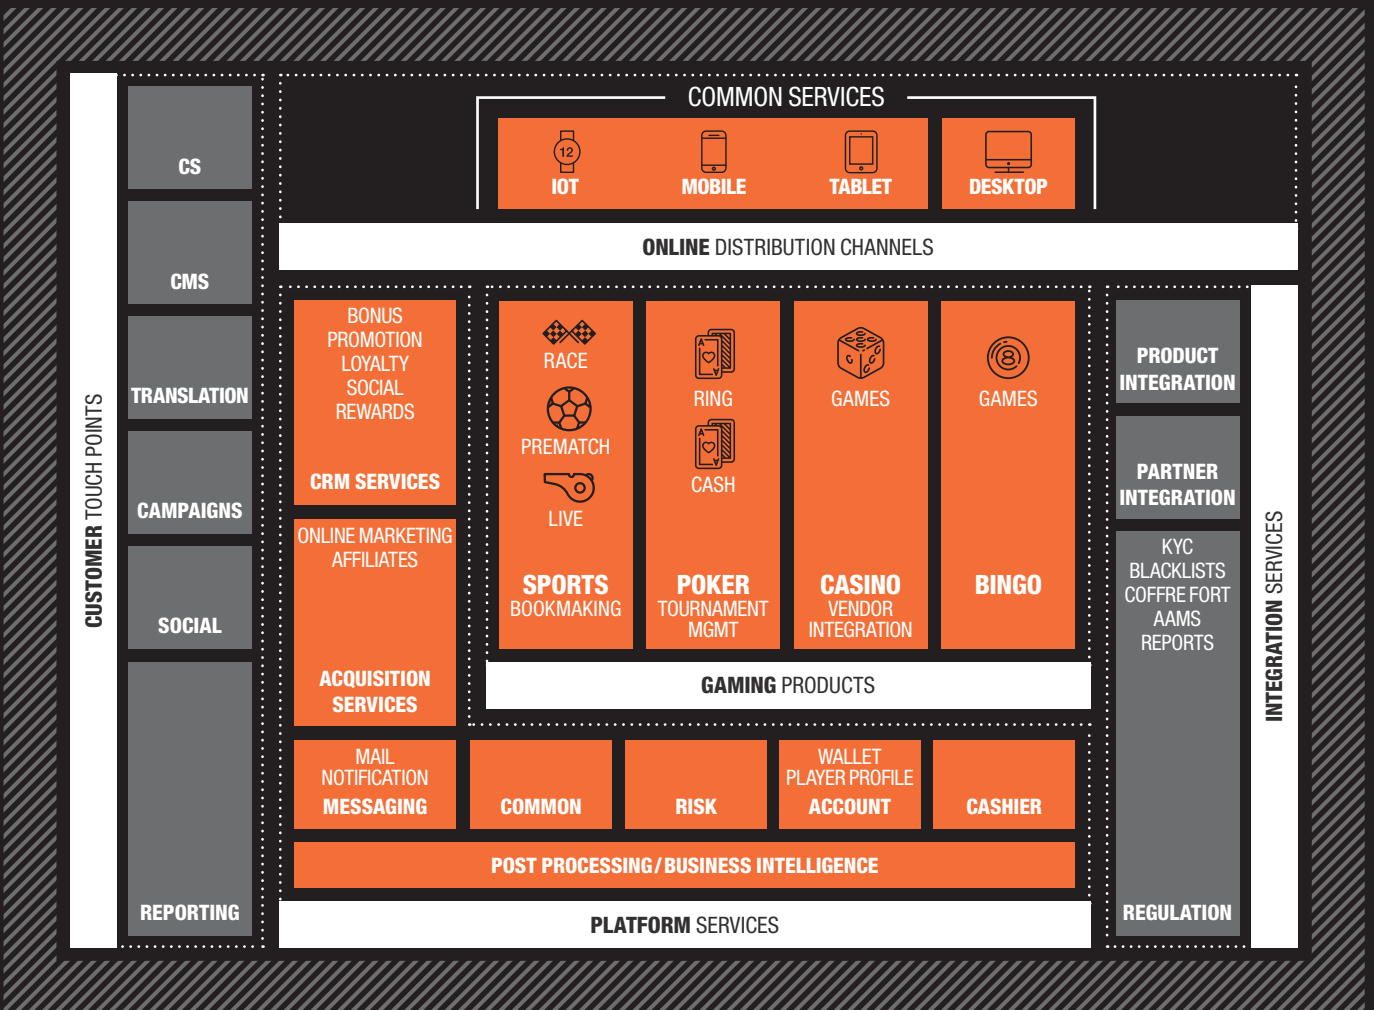 COMMON SERVICES
12
IOT
MOBILE
TABLET
DESKTOP
ONLINE DISTRIBUTION CHANNELS
CUSTOMER TOUCH POINTS
CS
CMS
TRANSLATION
CAMPAIGNS
SOCIAL
REPORTING
BONUS
PROMOTION
LOYALTY
SOCIAL
REWARDS
CRM SERVICES
ONLINE MARKETING
AFFILIATES
ACQUISITION
SERVICES
RACE
PREMATCH
LIVE
SPORTS
BOOKMAKING
A
A
RING
A
A
CASH
POKER
TOURNAMENT
MGMT
GAMES
CASINO
VENDOR
INTEGRATION
8
GAMES
BINGO
GAMING PRODUCTS
MAIL
NOTIFICATION
MESSAGING
COMMON
RISK
WALLET
PLAYER PROFILE
ACCOUNT
CASHIER
POST PROCESSING/BUSINESS INTELLIGENCE
PLATFORM SERVICES
PRODUCT
INTEGRATION
PARTNER
INTEGRATION
KYC
BLACKLISTS
COFFRE FORT
AAMS
REPORTS
REGULATION
INTEGRATION SERVICES